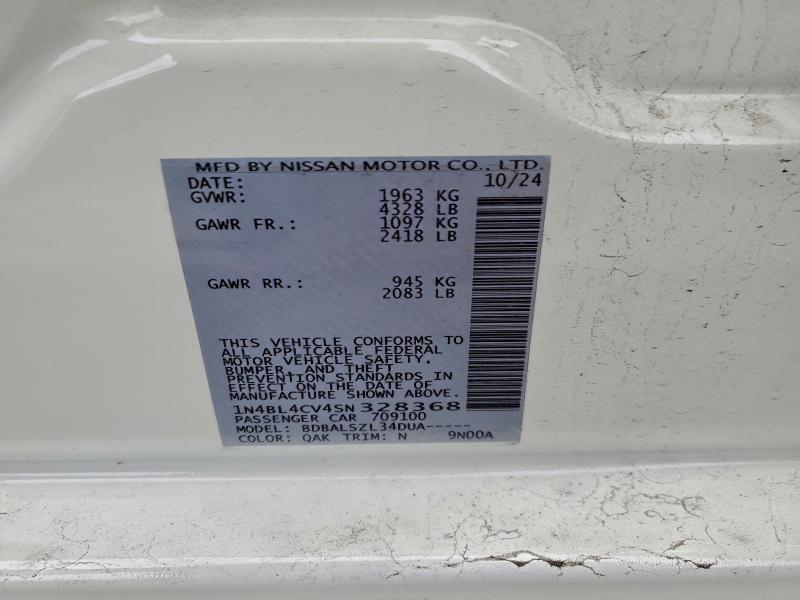 MFD BY NISSAN MOTOR CO., LTD.
DATE: 10/24
GVWR: 1963 KG
4328 LB
GAWR FR.: 1097 KG
2418 LB
GAWR RR.: 945 KG
2083 LB
THIS VEHICLE CONFORMS TO
ALL APPLICABLE FEDERAL
MOTOR VEHICLE SAFETY,
BUMPER, AND THEFT
PREVENTION STANDARDS IN
EFFECT ON THE DATE OF
MANUFACTURE SHOWN ABOVE.
1N4BL4CV4SN328368
PASSENGER CAR 709100
MODEL: BDBALSZL34DUA-----
COLOR: QAK TRIM: N 9N00A